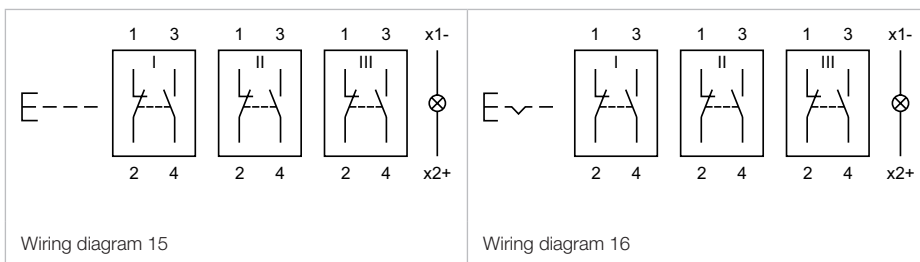 1 3 1 3 1 3 x1-
I II III
2 4 2 4 2 4 x2+
Wiring diagram 15
1 3 1 3 1 3 x1-
I II III
2 4 2 4 2 4 x2+
Wiring diagram 16